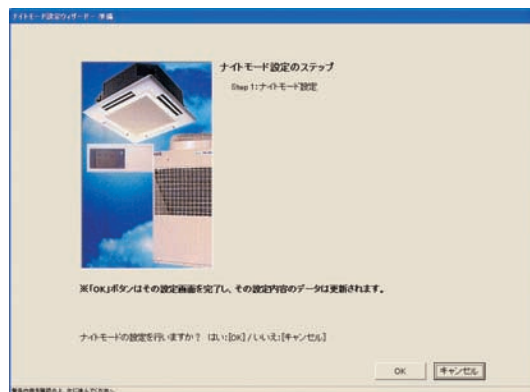 ナイトモード設定ウィザード - 準備
ナイトモード設定のステップ
Step 1:ナイトモード設定
※「OK」ボタンはその設定画面を完了し、その設定内容のデータは更新されます。
ナイトモードの設定を行いますか? はい:[OK] / いいえ:[キャンセル]
OK
キャンセル